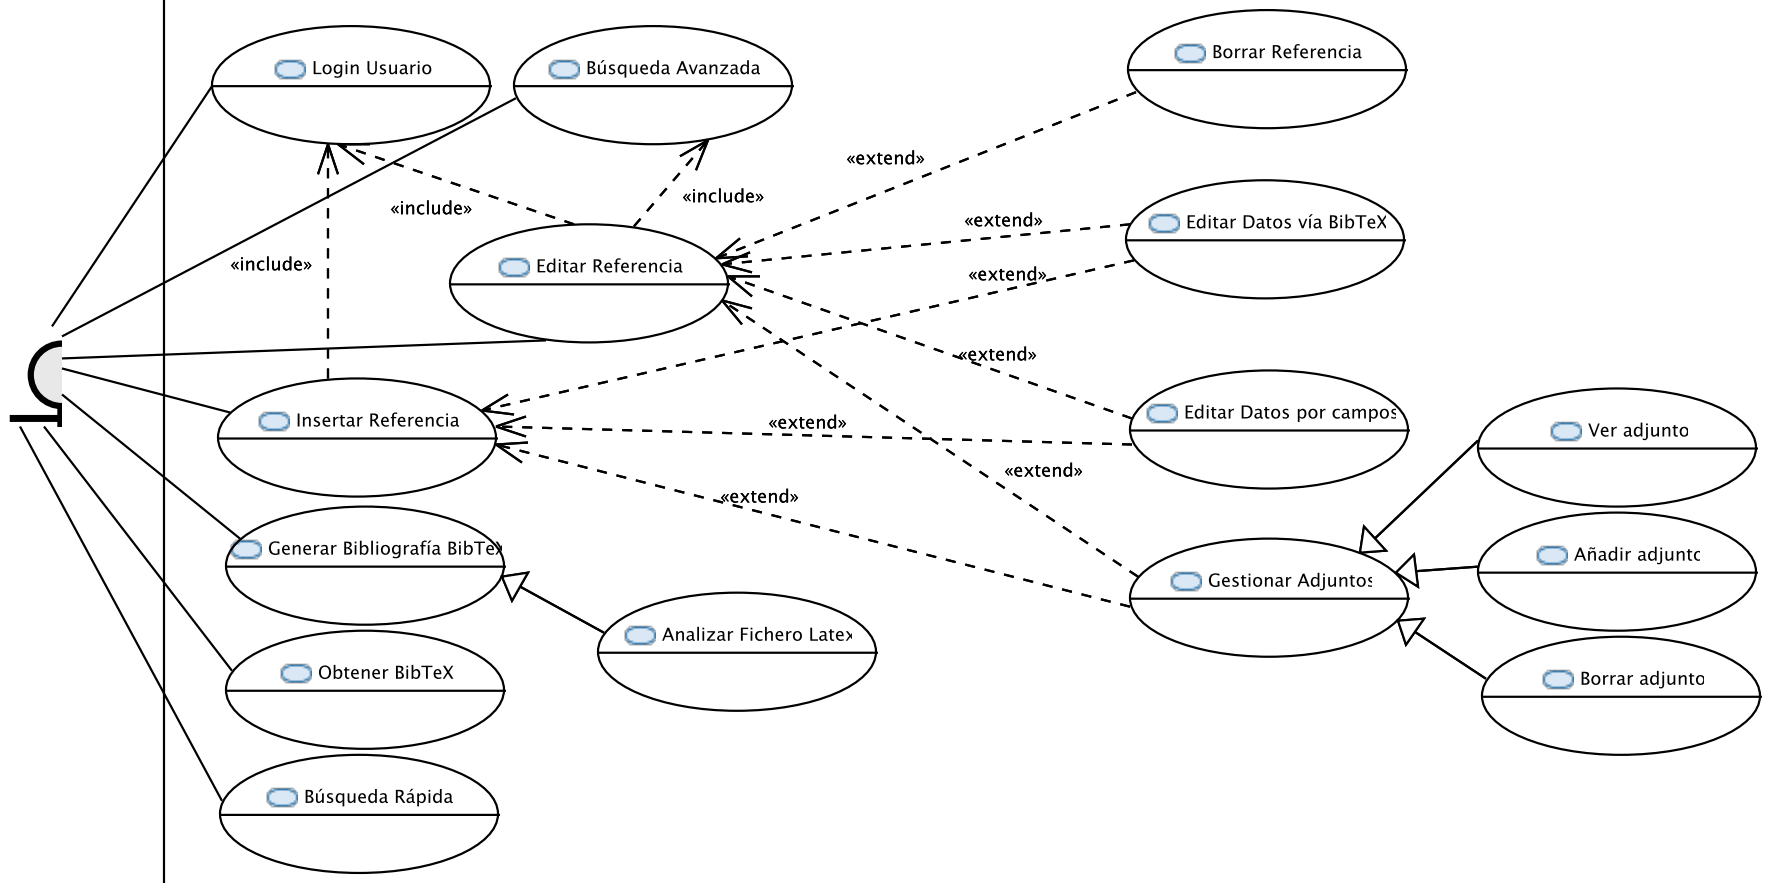 Login Usuario
Búsqueda Avanzada
Borrar Referencia
«extend»
«include»
«include»
Editar Datos vía BibTeX
«extend»
«include»
Editar Referencia
«extend»
«extend»
Insertar Referencia
«extend»
Editar Datos por campos
Ver adjunto
«extend»
«extend»
Generar Bibliografía BibTeX
Añadir adjunto
Gestionar Adjuntos
Analizar Fichero Latex
Obtener BibTeX
Borrar adjunto
Búsqueda Rápida